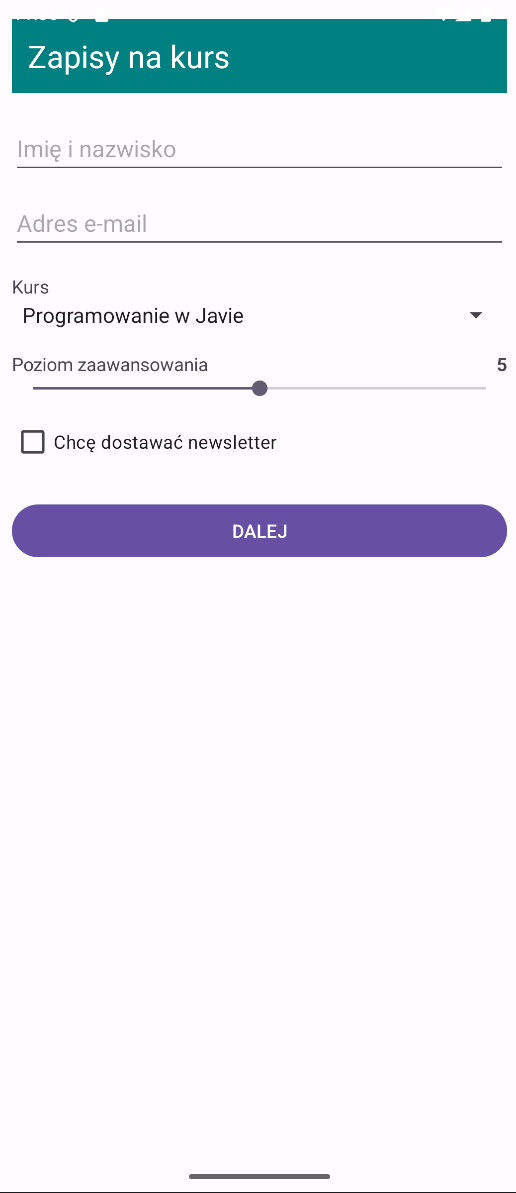 Zapisy na kurs
Imię i nazwisko
Adres e-mail
Kurs
Programowanie w Javie
Poziom zaawansowania 5
Chcę dostawać newsletter
DALEJ